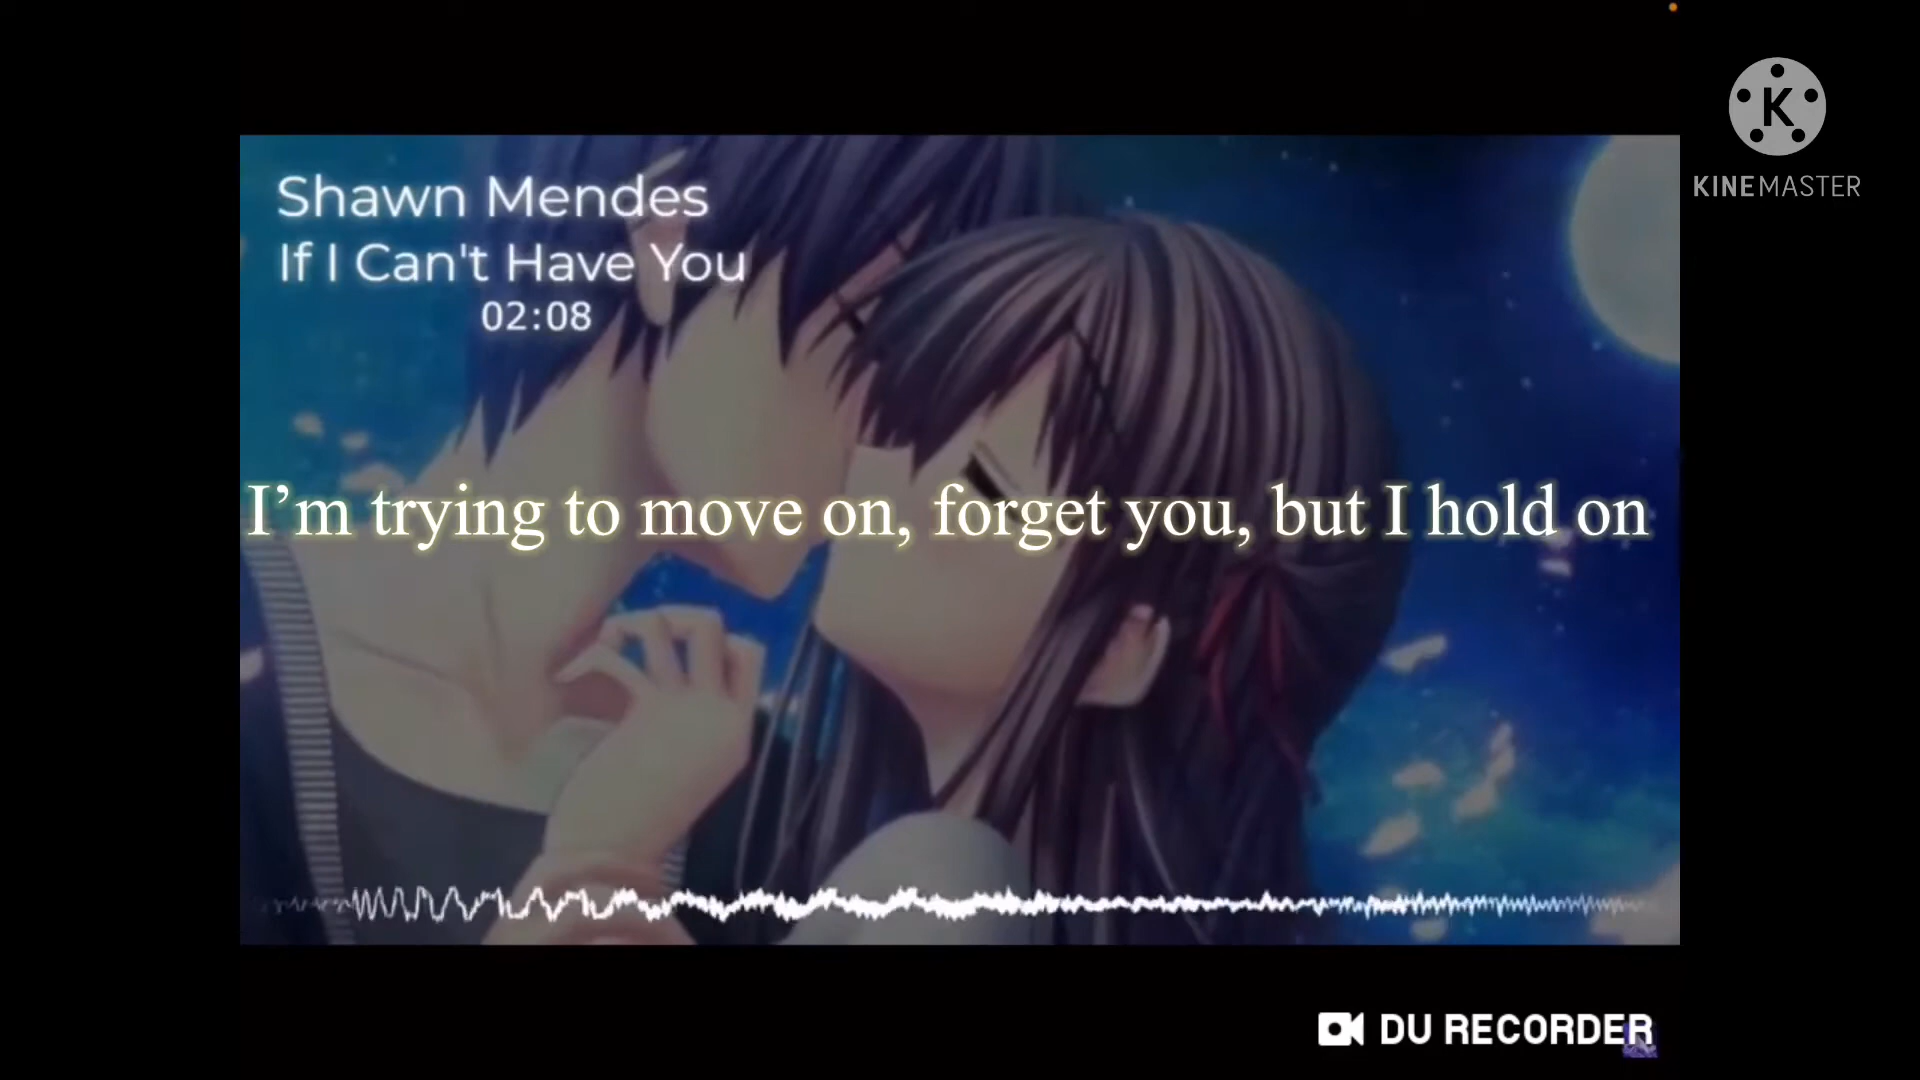 K
KINEMASTER
Shawn Mendes
If I Can't Have You
02:08
I’m trying to move on, forget you, but I hold on
DU RECORDER